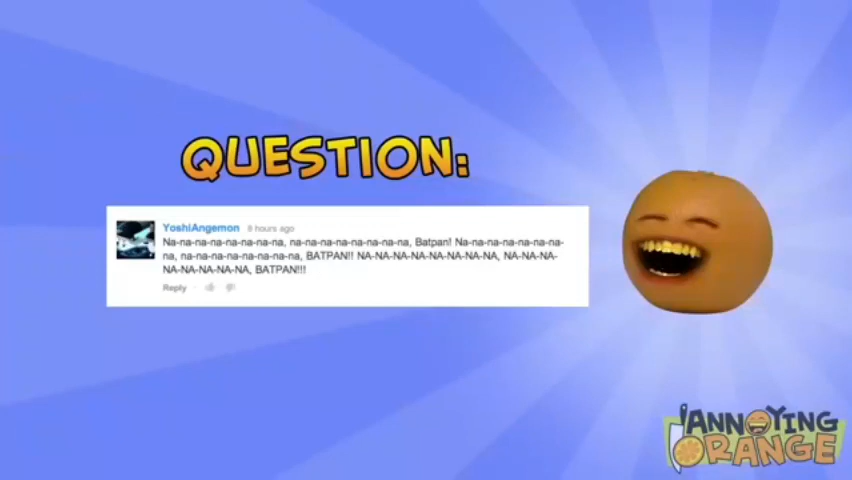 QUESTION:
YoshiAngemon 8 hours ago
Na-na-na-na-na-na-na-na, na-na-na-na-na-na-na-na, Batpan! Na-na-na-na-na-na-na-
na, na-na-na-na-na-na-na-na, BATPAN!! NA-NA-NA-NA-NA-NA-NA-NA, NA-NA-NA-
NA-NA-NA-NA-NA, BATPAN!!!
Reply
ANNOYING
ORANGE